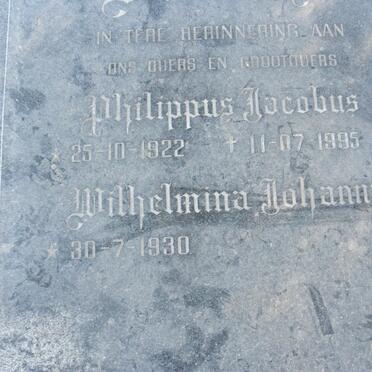 IN TERE HERINNERING AAN
ONS OUERS EN GROOTOUERS
Philippus Jacobus
* 25-10-1922 † 11-07-1995
Wilhelmina Johann
* 30-7-1930